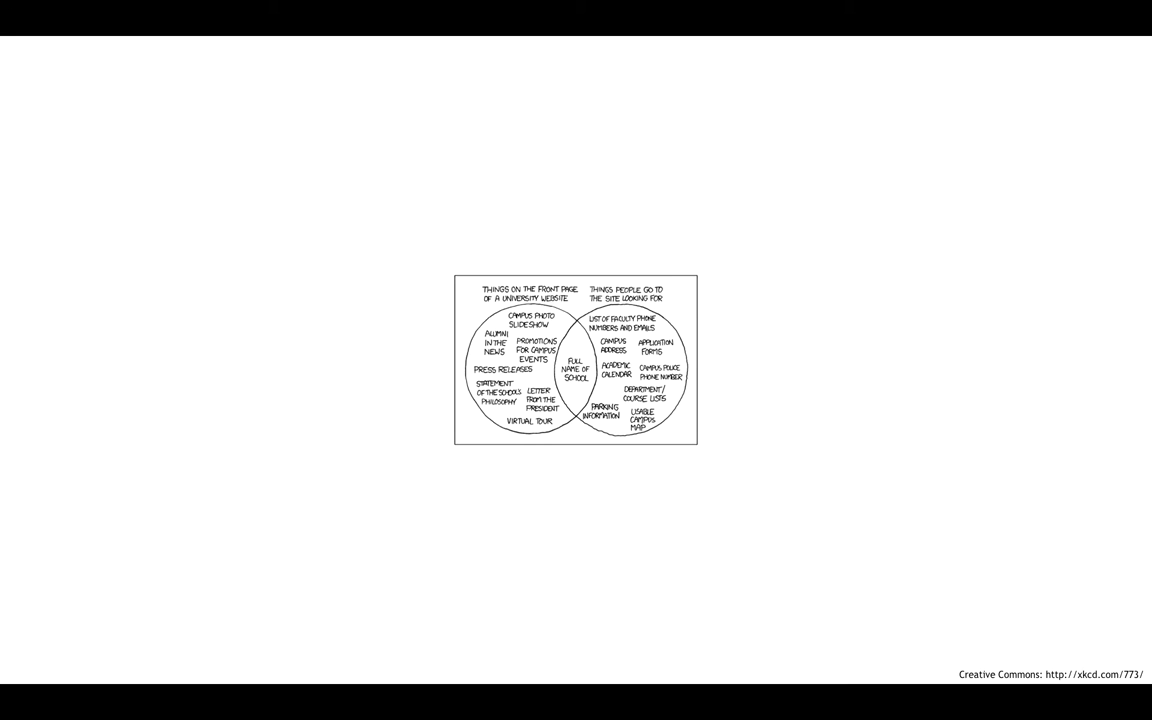 THINGS ON THE FRONT PAGE
OF A UNIVERSITY WEBSITE
THINGS PEOPLE GO TO
THE SITE LOOKING FOR
CAMPUS PHOTO
SLIDESHOW
ALUMNI
IN THE
NEWS
PROMOTIONS
FOR CAMPUS
EVENTS
PRESS RELEASES
STATEMENT
OF THE SCHOOL'S
PHILOSOPHY
LETTER
FROM THE
PRESIDENT
VIRTUAL TOUR
FULL
NAME OF
SCHOOL
LIST OF FACULTY PHONE
NUMBERS AND EMAILS
CAMPUS
ADDRESS
APPLICATION
FORMS
ACADEMIC
CALENDAR
CAMPUS POLICE
PHONE NUMBER
DEPARTMENT/
COURSE LISTS
PARKING
INFORMATION
USABLE
CAMPUS
MAP
Creative Commons: http://xkcd.com/773/